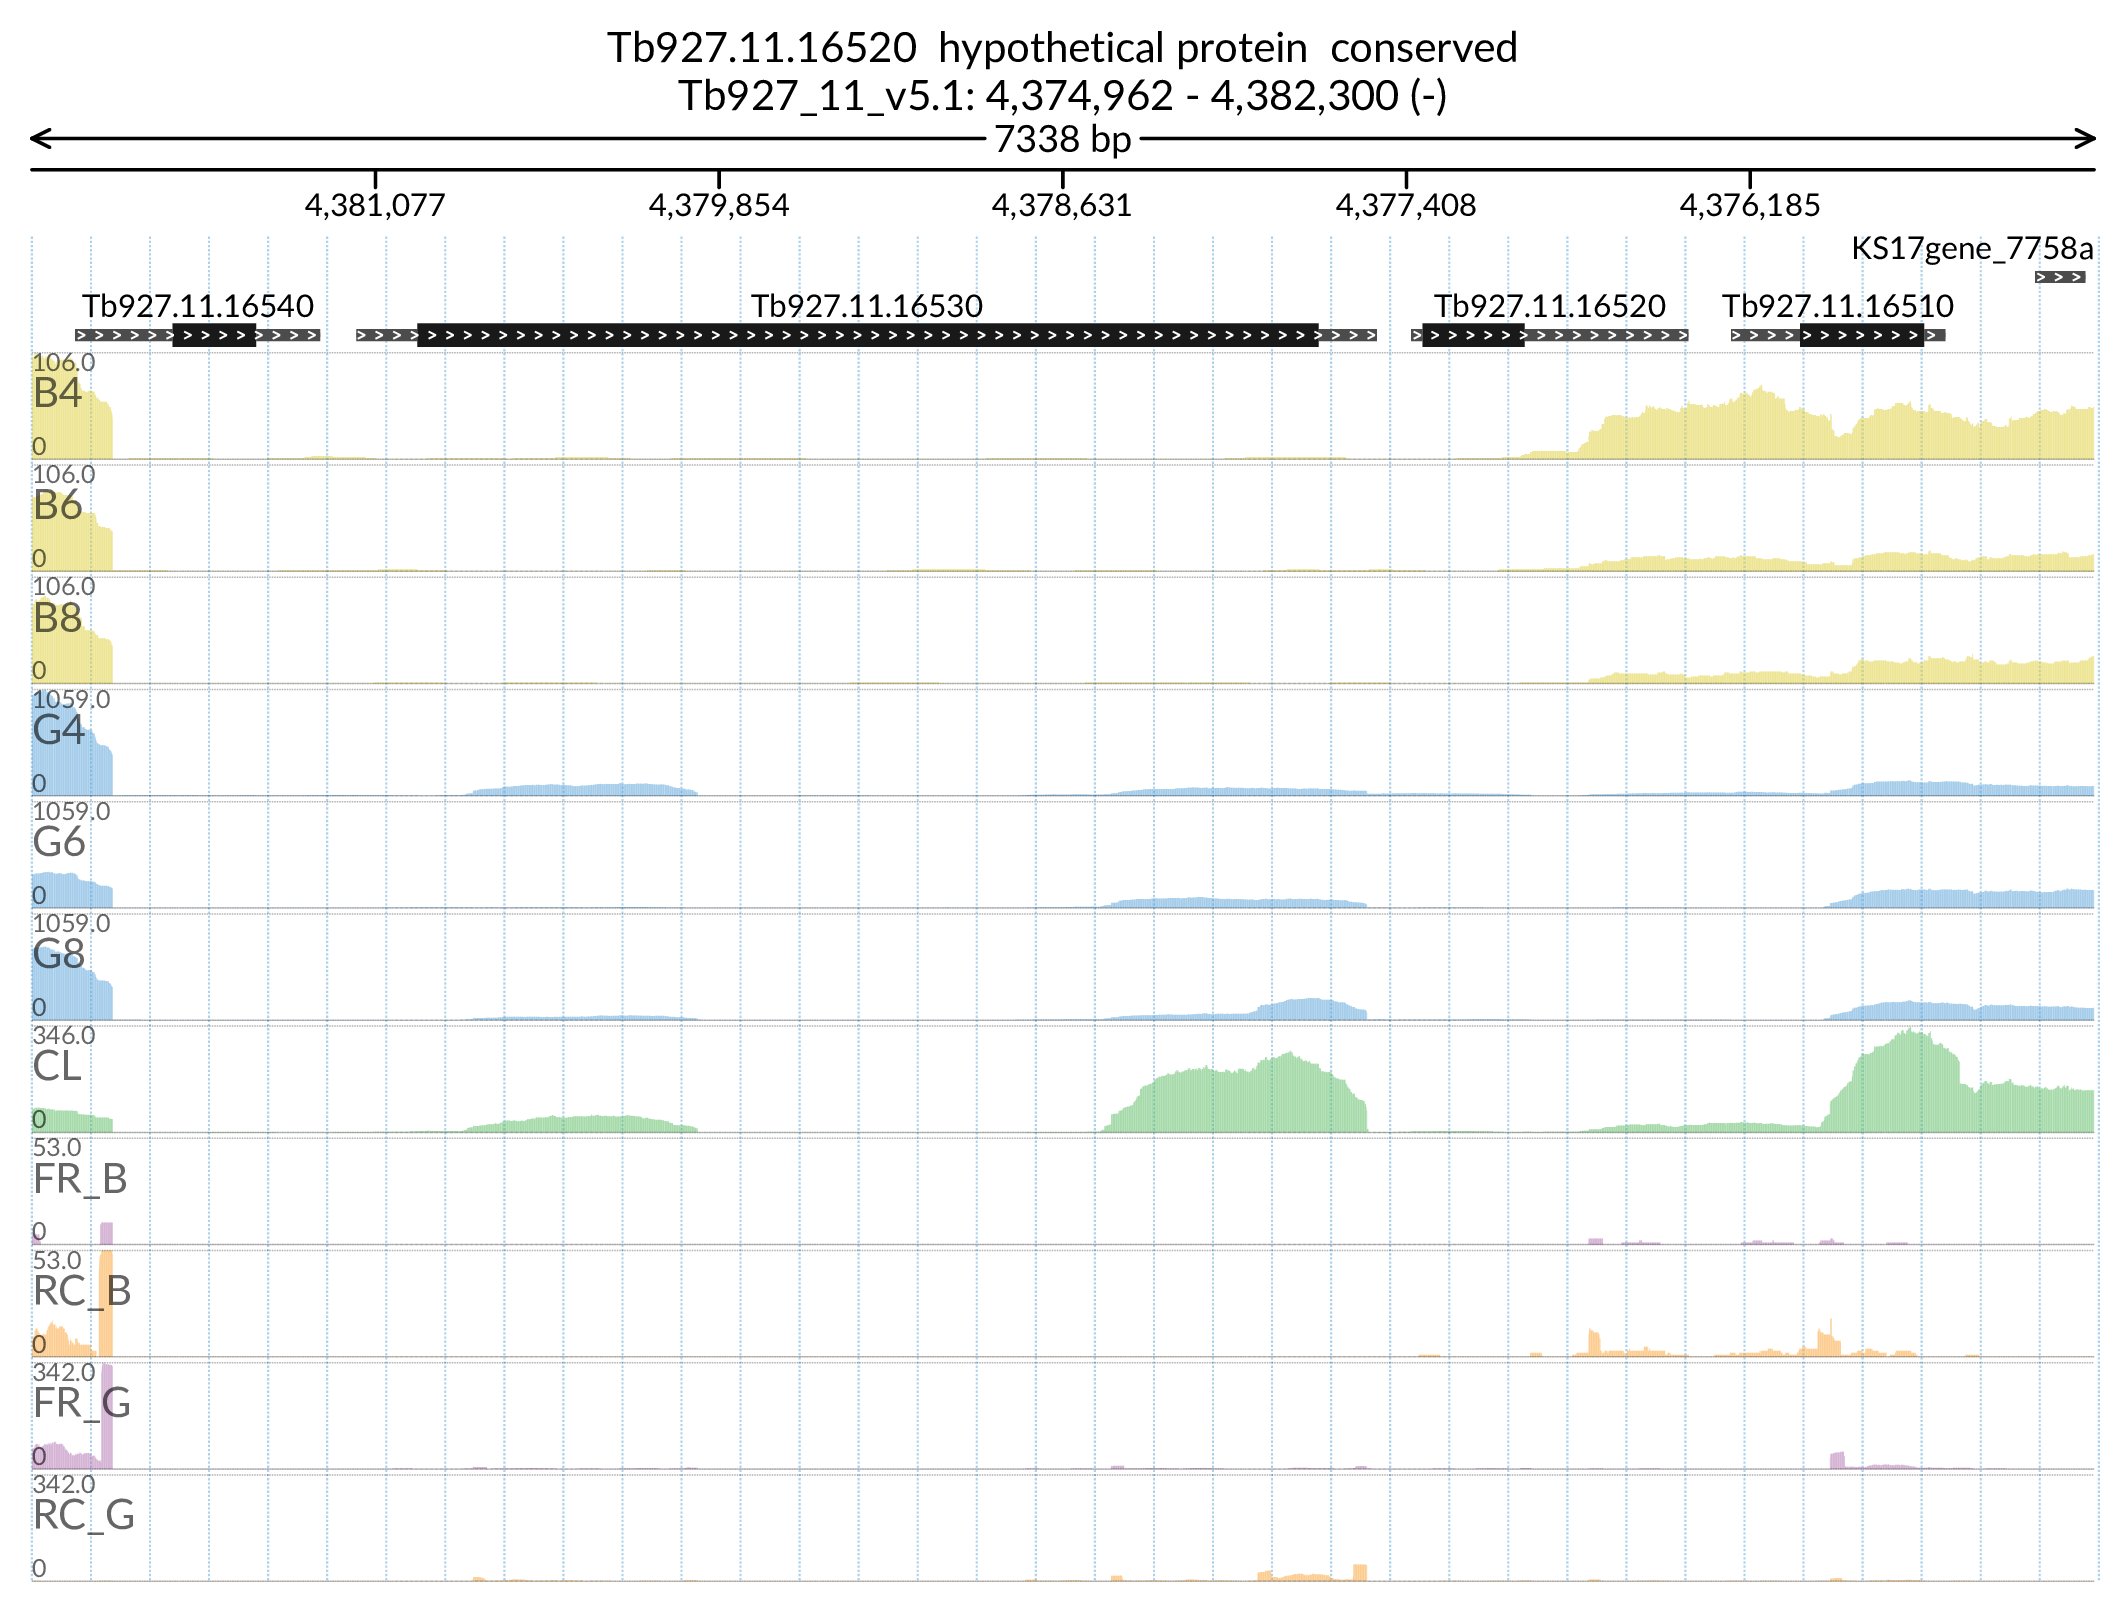 Tb927.11.16520 hypothetical protein conserved
Tb927_11_v5.1: 4,374,962 - 4,382,300 (-)
7338 bp
4,381,077 4,379,854 4,378,631 4,377,408 4,376,185
KS17gene_7758a
Tb927.11.16540 Tb927.11.16530 Tb927.11.16520 Tb927.11.16510
106.0
B4
0
106.0
B6
0
106.0
B8
0
1059.0
G4
0
1059.0
G6
0
1059.0
G8
0
346.0
CL
0
53.0
FR_B
0
53.0
RC_B
0
342.0
FR_G
0
342.0
RC_G
0